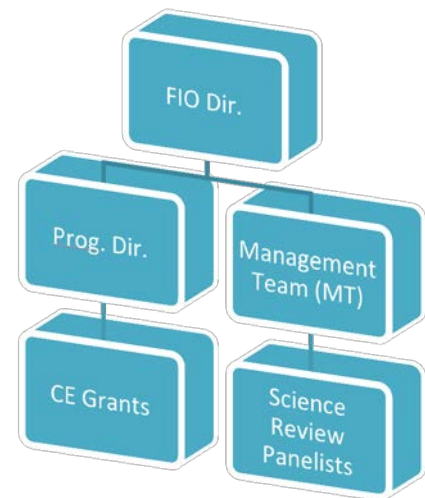 FIO Dir.
Prog. Dir.
Management
Team (MT)
CE Grants
Science
Review
Panelists